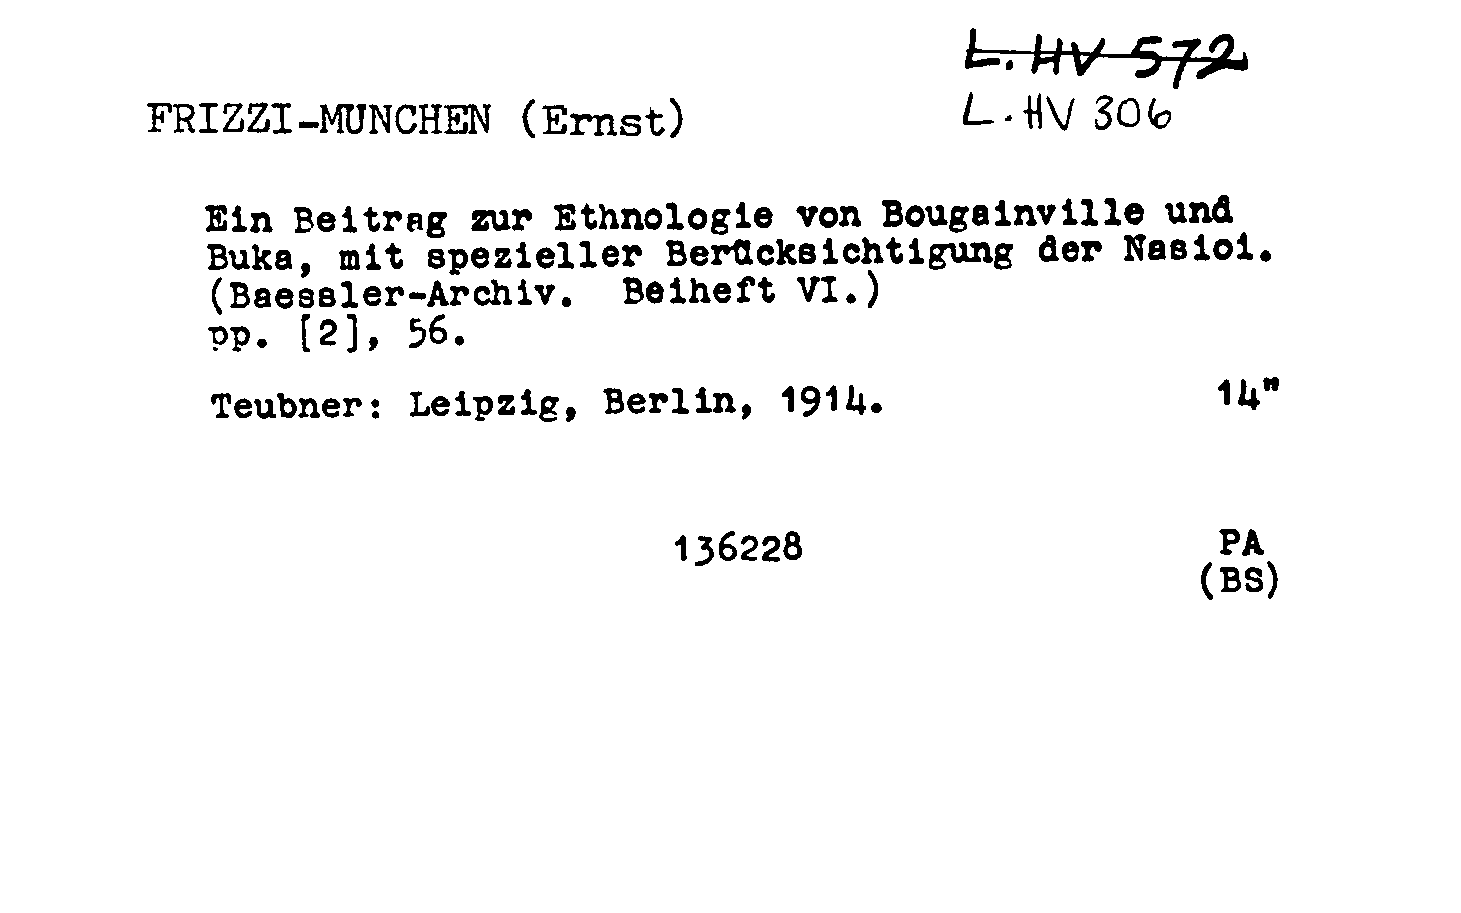 L. HV 572
L. HV 306
FRIZZI-MUNCHEN (Ernst)
Ein Beitrag zur Ethnologie von Bougainville und
Buka, mit spezieller Berücksichtigung der Nasioi.
(Baessler-Archiv. Beiheft VI.)
pp. [2], 56.
Teubner: Leipzig, Berlin, 1914. 14"
136228 PA
(BS)